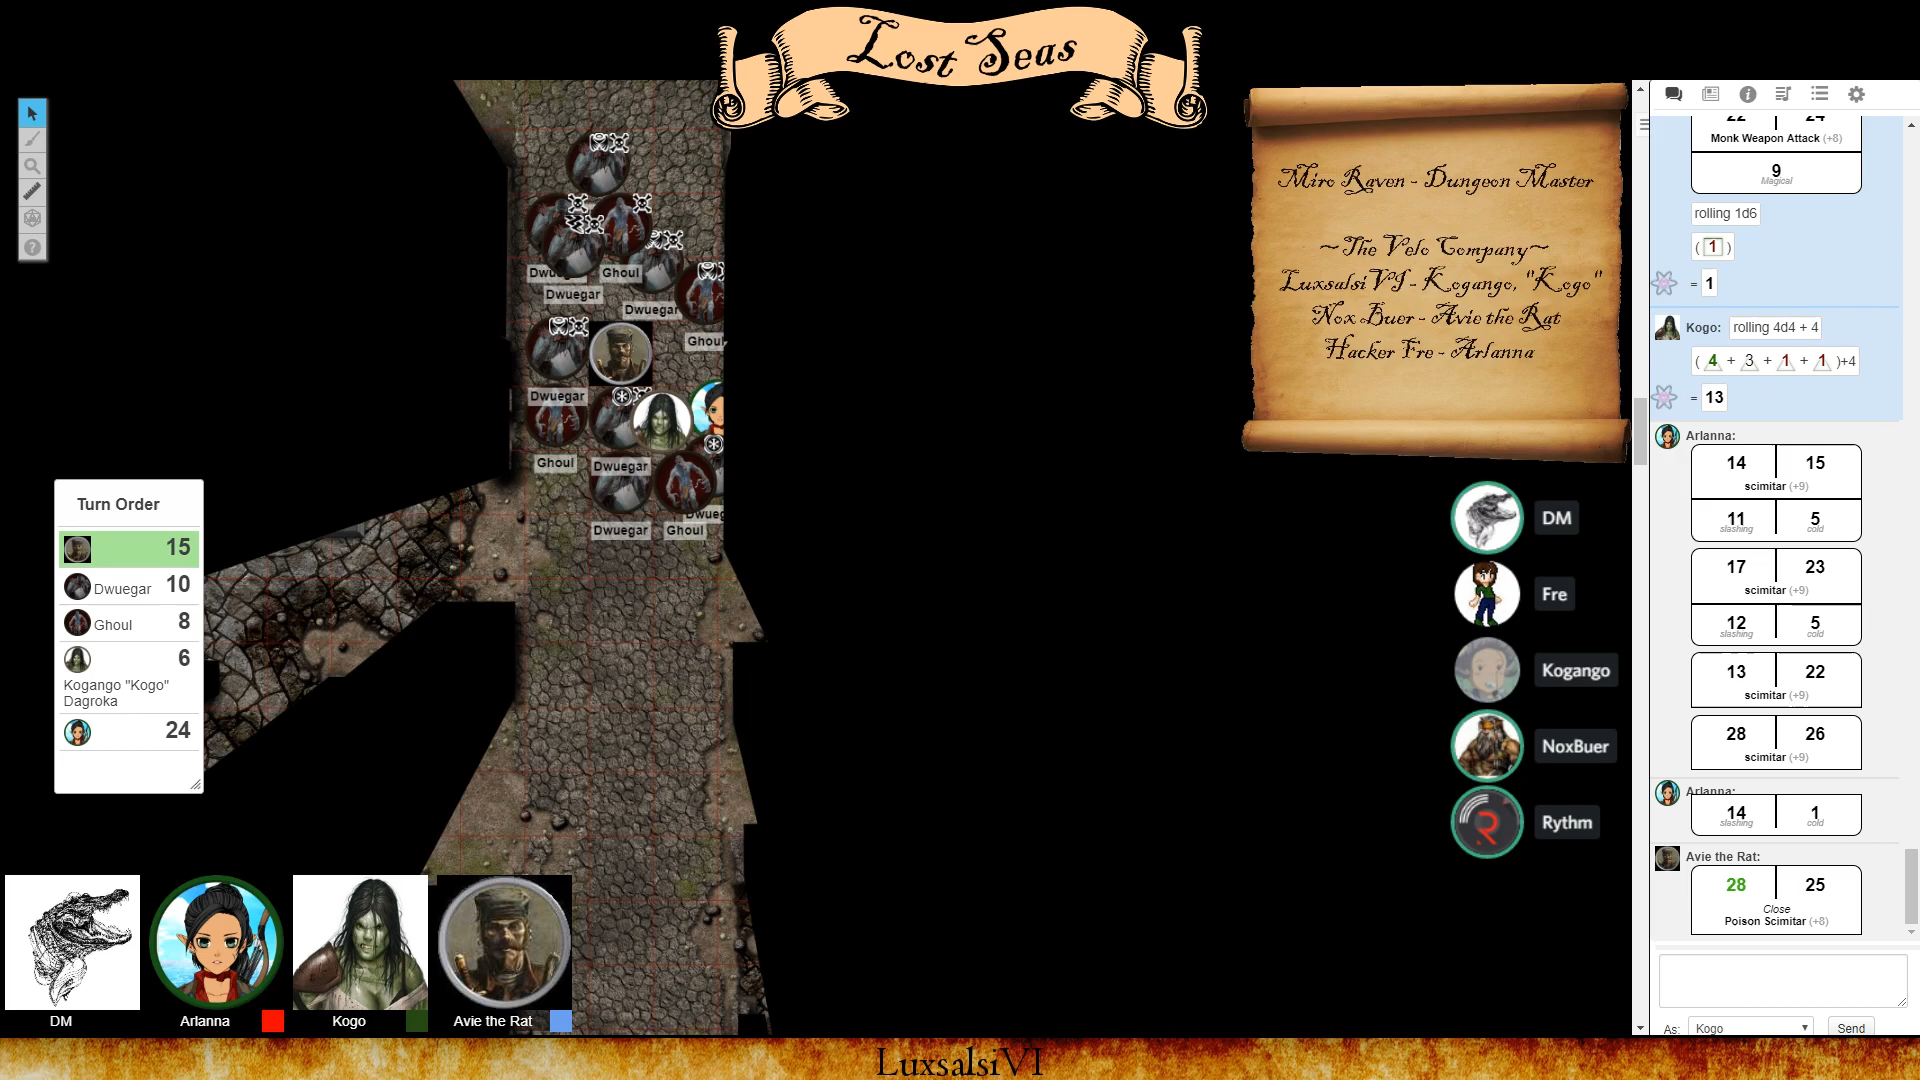 Lost Seas
Miro Raven - Dungeon Master
~The Velo Company~
LuxsalsiVI - Kogango, "Kogo"
Nox Buer - Avie the Rat
Hacker Fre - Arlanna
Dwuegar
Ghoul
Dwuegar
Dwuegar
Ghoul
Dwuegar
Ghoul
Dwuegar
Dwueg
Dwuegar
Ghoul
Turn Order
15
Dwuegar 10
Ghoul 8
6
Kogango "Kogo"
Dagroka
24
DM
Fre
Kogango
NoxBuer
Rythm
22 24
Monk Weapon Attack (+8)
9
Magical
rolling 1d6
( 1 )
= 1
Kogo: rolling 4d4 + 4
( 4 + 3 + 1 + 1 )+4
= 13
Arlanna:
14 15
scimitar (+9)
11 5
slashing cold
17 23
scimitar (+9)
12 5
slashing cold
13 22
scimitar (+9)
28 26
scimitar (+9)
Arlanna:
14 1
slashing cold
Avie the Rat:
28 25
Close
Poison Scimitar (+8)
As: Kogo Send
DM
Arlanna
Kogo
Avie the Rat
LuxsalsiVI